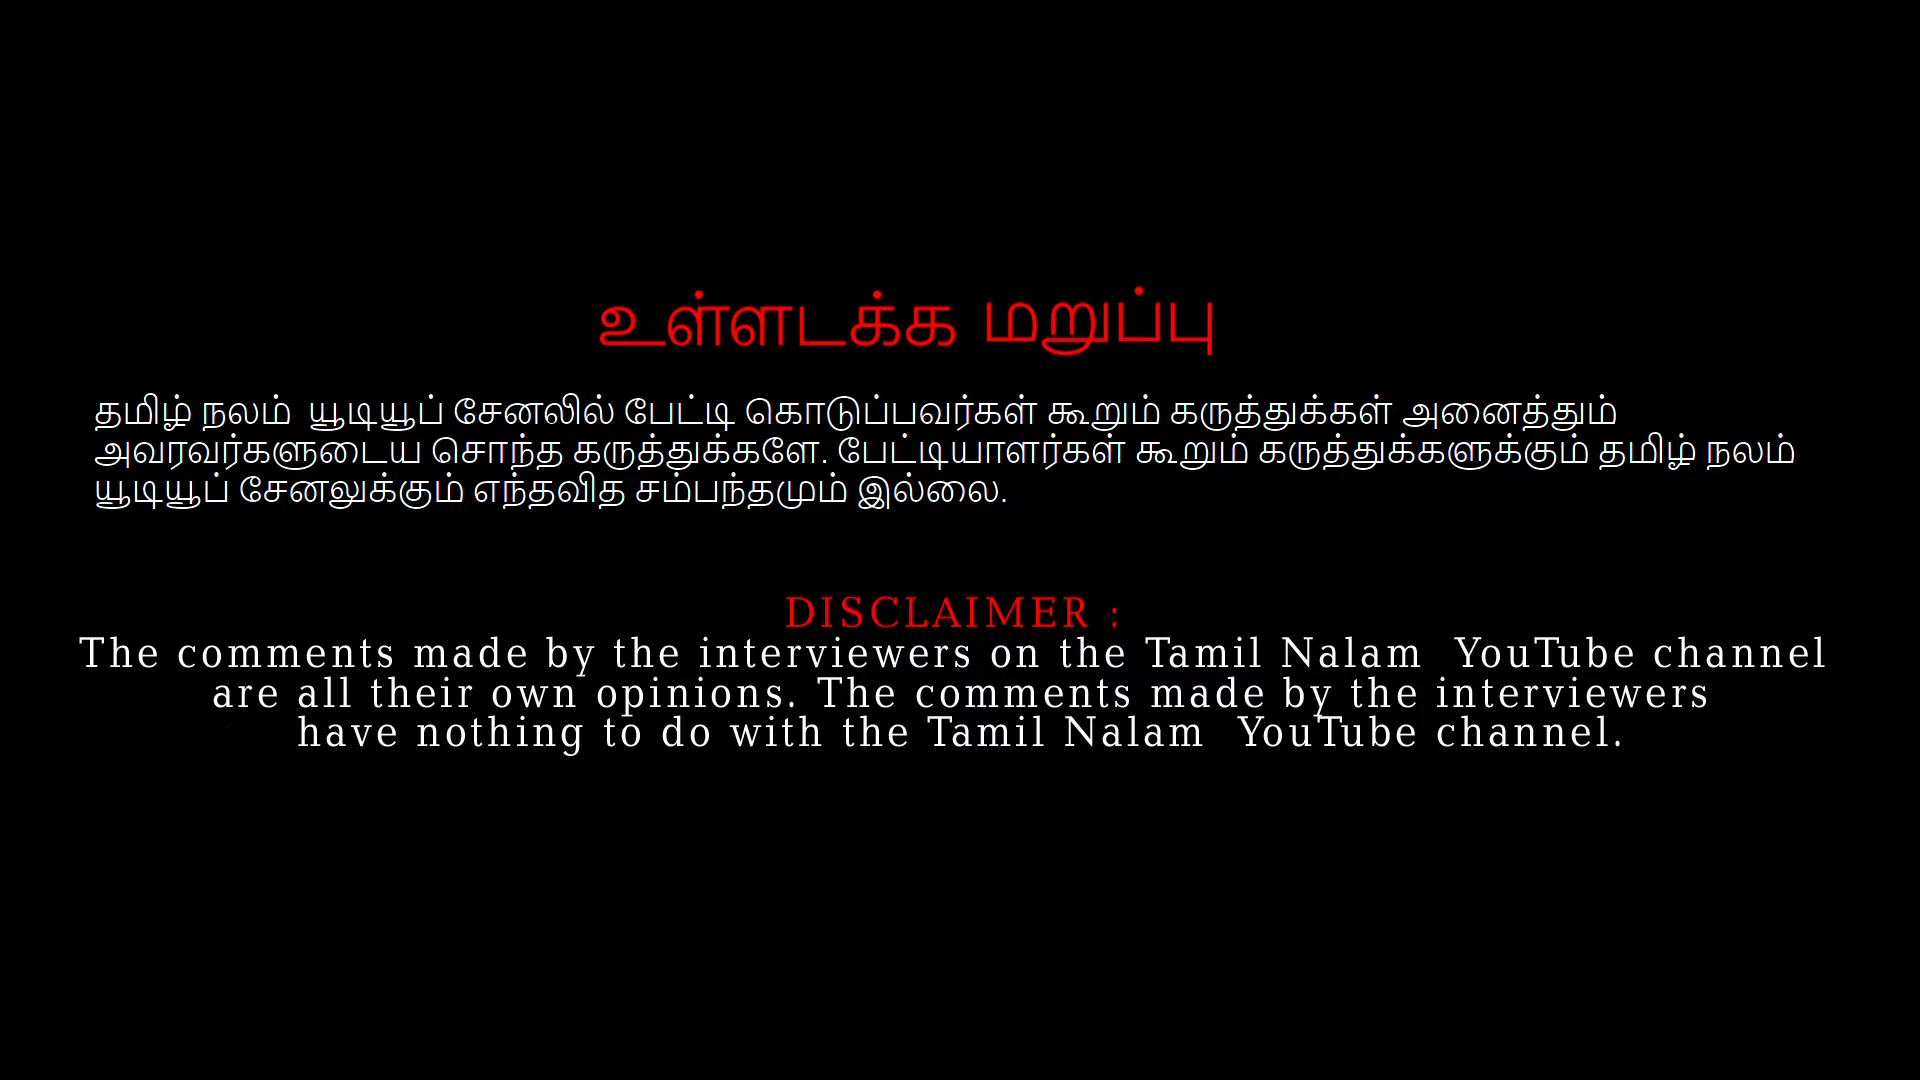 உள்ளடக்க மறுப்பு
தமிழ் நலம்  யூடியூப் சேனலில் பேட்டி கொடுப்பவர்கள் கூறும் கருத்துக்கள் அனைத்தும்
அவரவர்களுடைய சொந்த கருத்துக்களே. பேட்டியாளர்கள் கூறும் கருத்துக்களுக்கும் தமிழ் நலம்
யூடியூப் சேனலுக்கும் எந்தவித சம்பந்தமும் இல்லை.
DISCLAIMER :
The comments made by the interviewers on the Tamil Nalam  YouTube channel
are all their own opinions. The comments made by the interviewers
have nothing to do with the Tamil Nalam  YouTube channel.